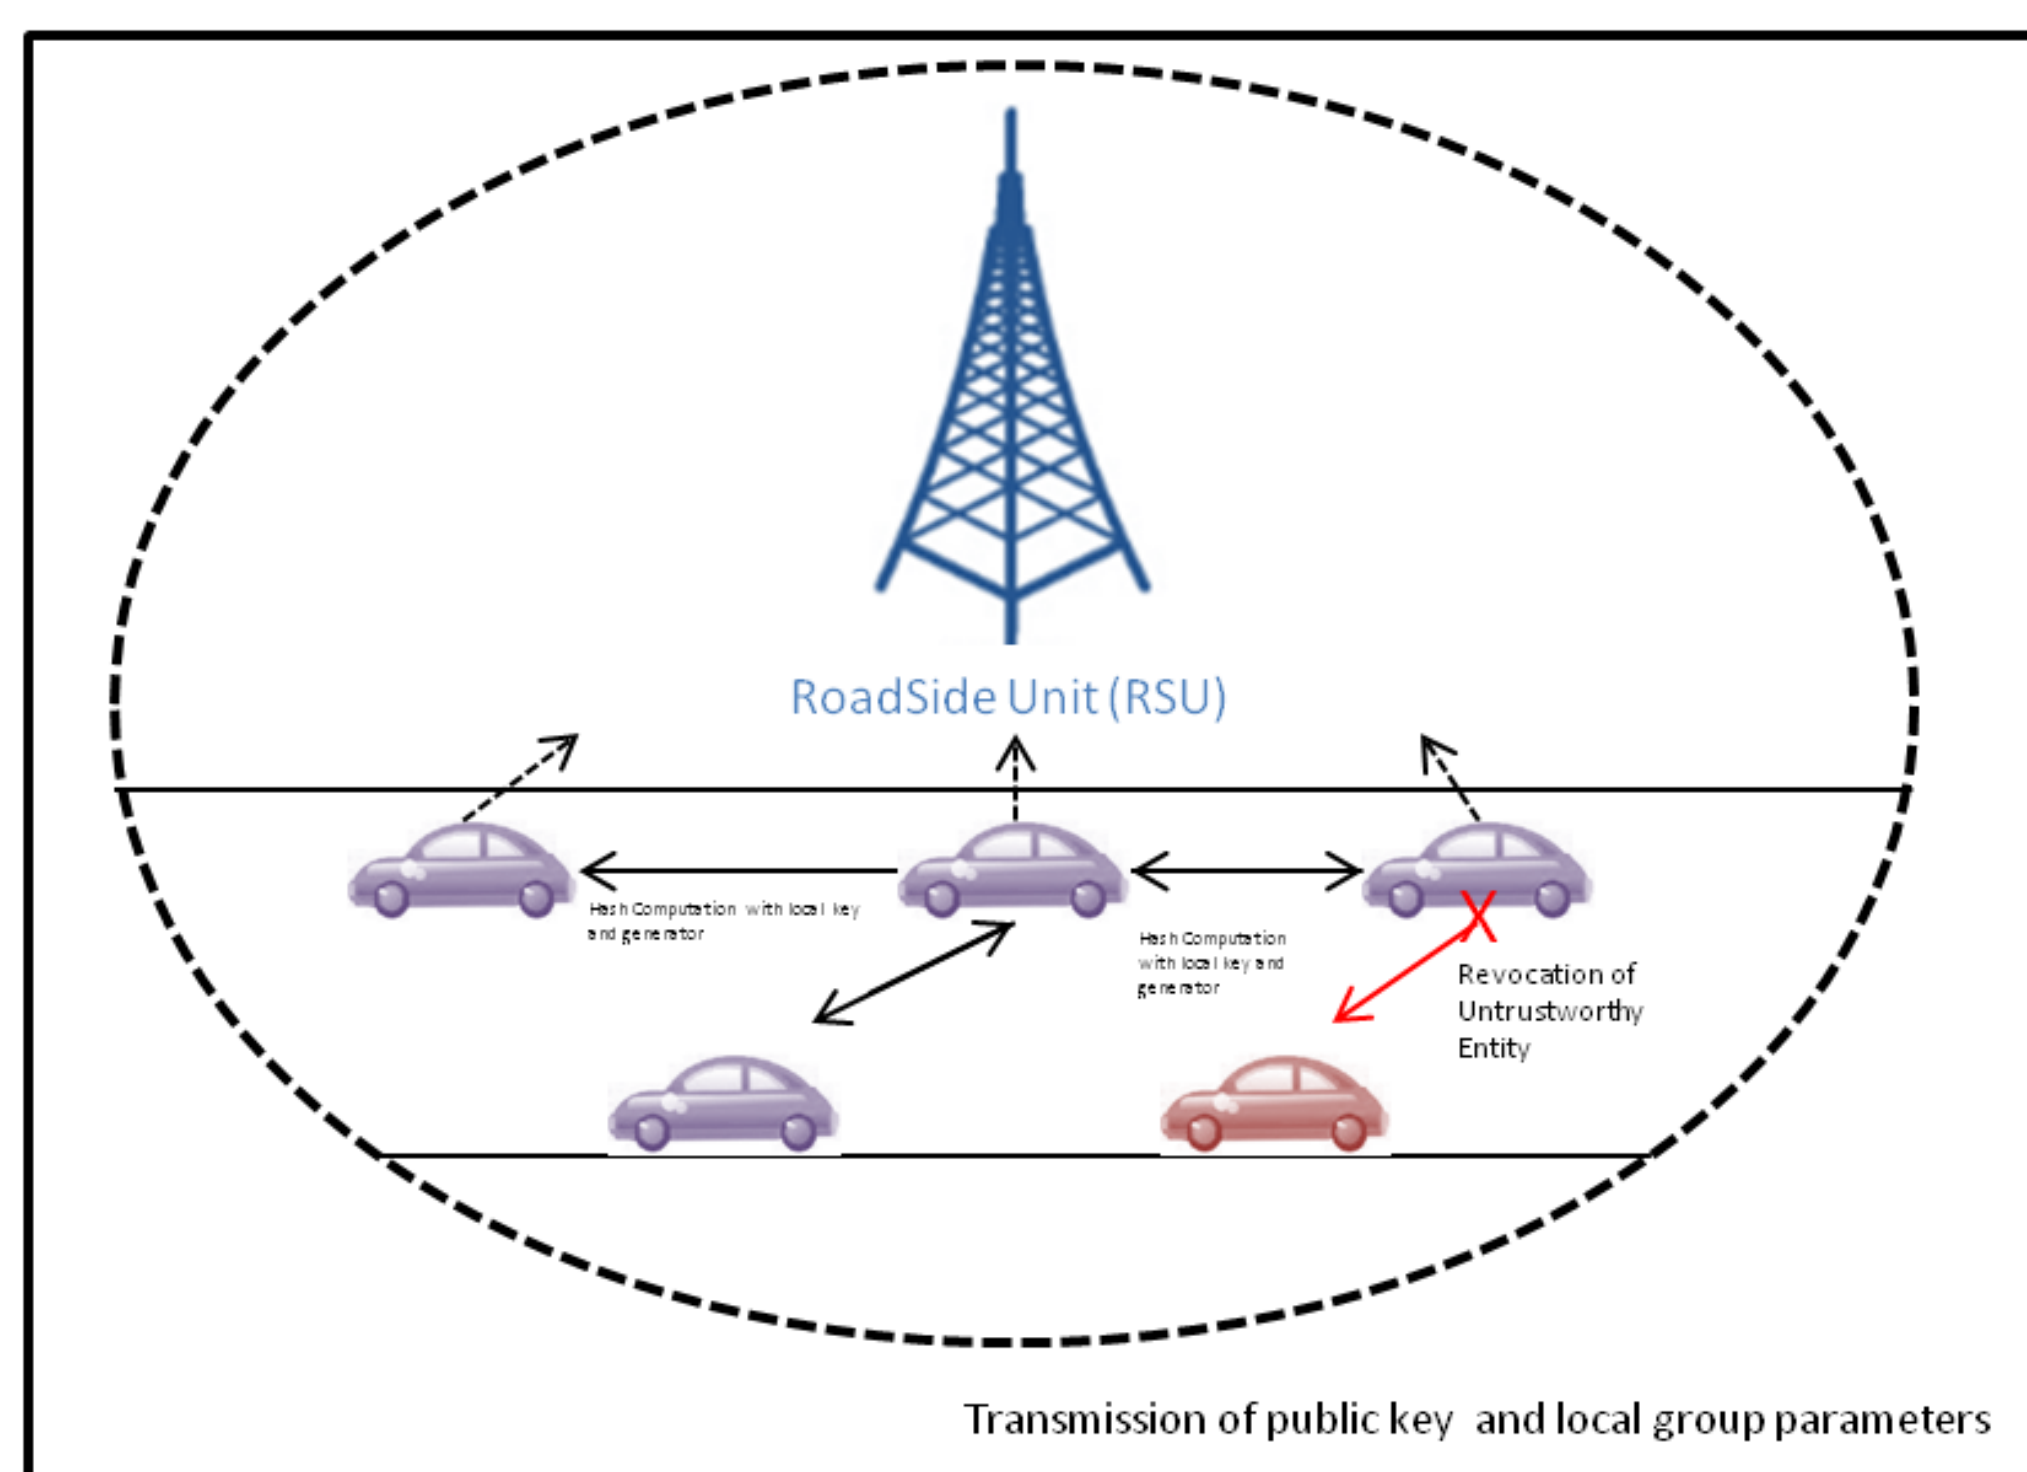 RoadSide Unit (RSU)
Hash Computation with local key
and generator
Hash Computation
with local key and
generator
Revocation of
Untrustworthy
Entity
X
Transmission of public key and local group parameters